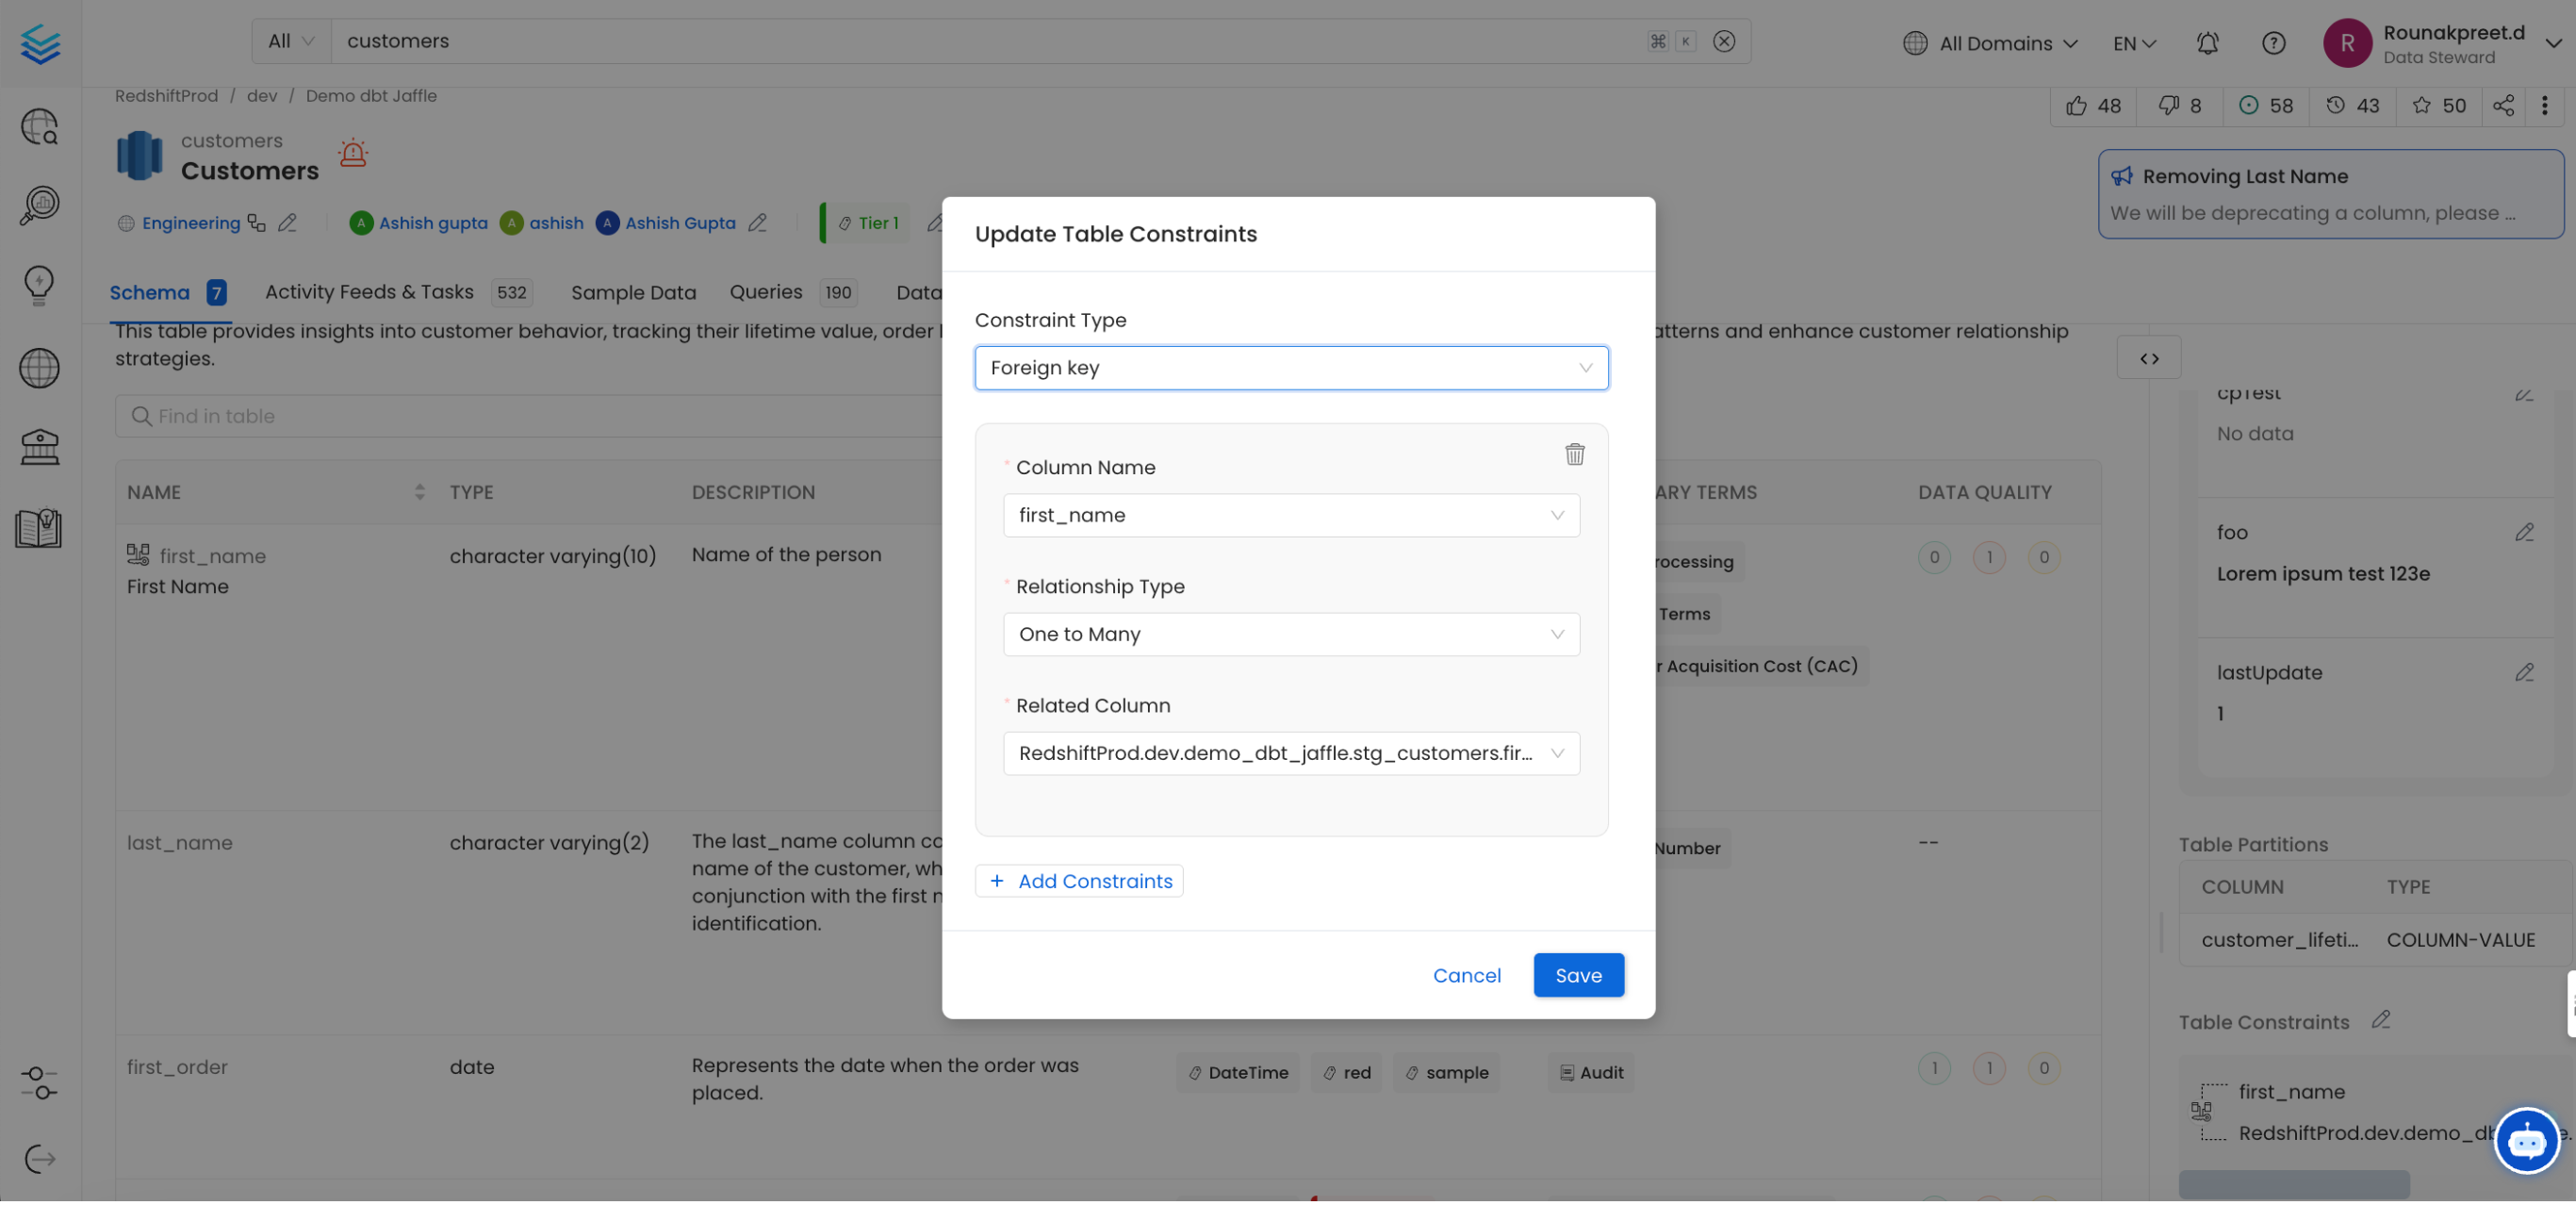 All
customers
⌘ K
All Domains
EN
R
Rounakpreet.d
Data Steward
RedshiftProd / dev / Demo dbt Jaffle
48
8
58
43
50
customers
Customers
Removing Last Name
We will be deprecating a column, please ...
Engineering
A Ashish gupta
A ashish
A Ashish Gupta
Tier 1
Schema 7
Activity Feeds & Tasks 532
Sample Data
Queries 190
Data
This table provides insights into customer behavior, tracking their lifetime value, order
atterns and enhance customer relationship
strategies.
Find in table
NAME
TYPE
DESCRIPTION
ARY TERMS
DATA QUALITY
first_name
First Name
character varying(10)
Name of the person
rocessing
Terms
r Acquisition Cost (CAC)
0 1 0
last_name
character varying(2)
The last_name column co
name of the customer, wh
conjunction with the first n
identification.
Number
--
first_order
date
Represents the date when the order was
placed.
DateTime
red
sample
Audit
1 1 0
Update Table Constraints
Constraint Type
Foreign key
* Column Name
first_name
* Relationship Type
One to Many
* Related Column
RedshiftProd.dev.demo_dbt_jaffle.stg_customers.fir...
+ Add Constraints
Cancel
Save
cpTest
No data
foo
Lorem ipsum test 123e
lastUpdate
1
Table Partitions
COLUMN
TYPE
customer_lifeti...
COLUMN-VALUE
Table Constraints
first_name
RedshiftProd.dev.demo_db